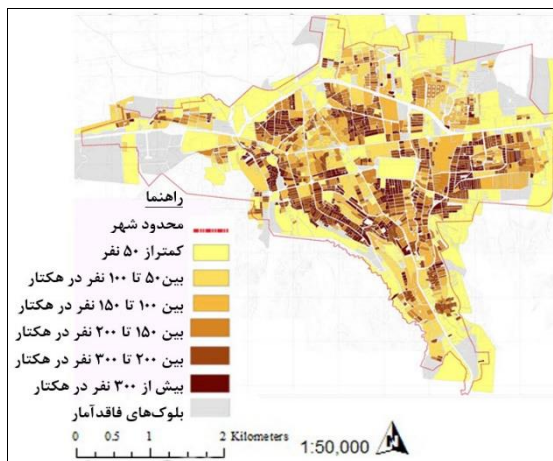 راهنما
محدود شهر
کمتراز ۵۰ نفر
بین۵۰ تا ۱۰۰ نفر در هکتار
بین ۱۰۰ تا ۱۵۰ نفر در هکتار
بین ۱۵۰ تا ۲۰۰ نفر در هکتار
بین ۲۰۰ تا ۳۰۰ نفر در هکتار
بیش از ۳۰۰ نفر در هکتار
بلوک‌های فاقدآمار
0 0.5 1 2 Kilometers
1:50,000
N